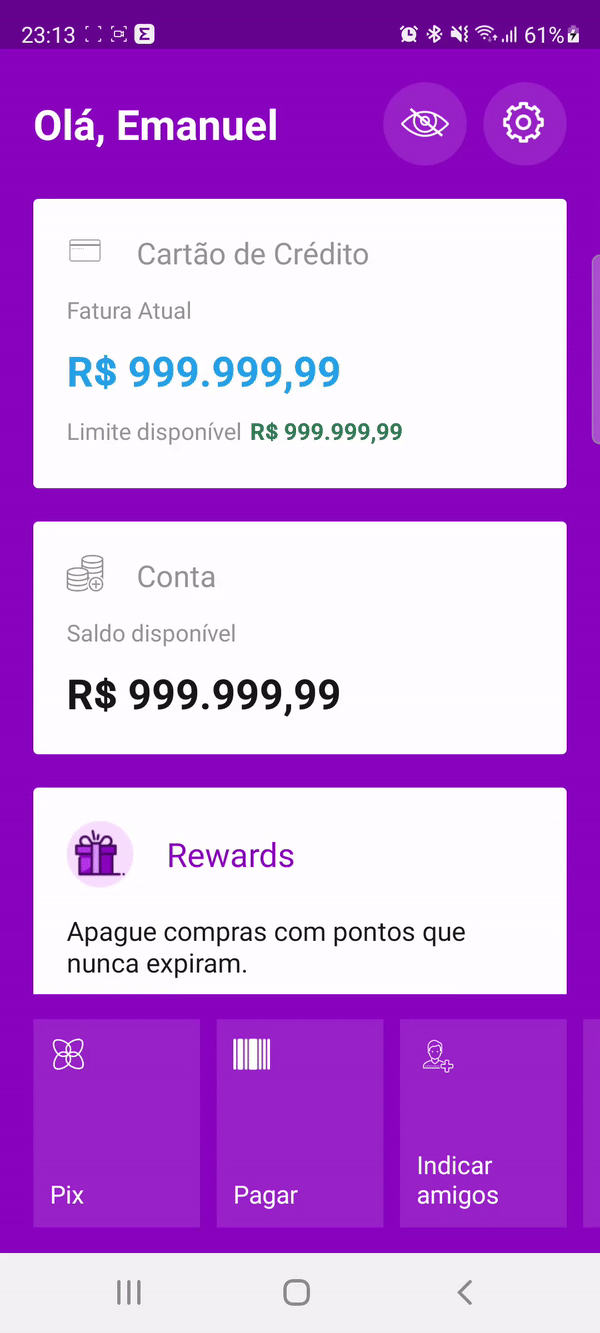 23:13 Σ 61%
Olá, Emanuel
Cartão de Crédito
Fatura Atual
R$ 999.999,99
Limite disponível R$ 999.999,99
Conta
Saldo disponível
R$ 999.999,99
Rewards
Apague compras com pontos que
nunca expiram.
Pix
Pagar
Indicar
amigos